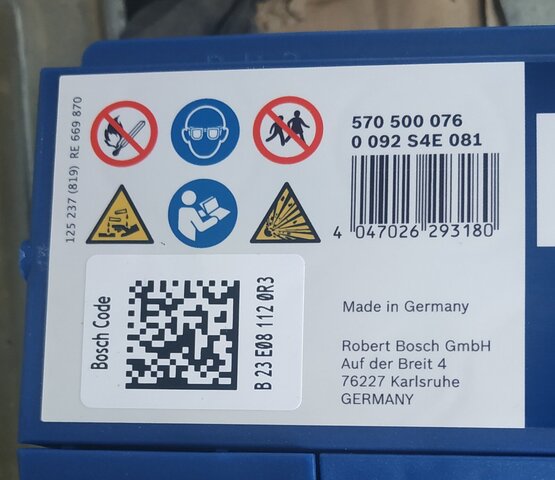 125 237 (819) RE 669 870
570 500 076
0 092 S4E 081
4 047026 293180
Bosch Code
B 23 E08 112 0R3
Made in Germany
Robert Bosch GmbH
Auf der Breit 4
76227 Karlsruhe
GERMANY